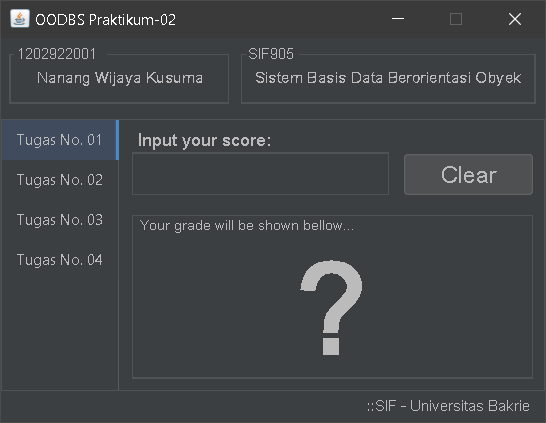 OODBS Praktikum-02
1202922001
Nanang Wijaya Kusuma
SIF905
Sistem Basis Data Berorientasi Obyek
Tugas No. 01
Tugas No. 02
Tugas No. 03
Tugas No. 04
Input your score:
Clear
Your grade will be shown bellow...
?
::SIF - Universitas Bakrie